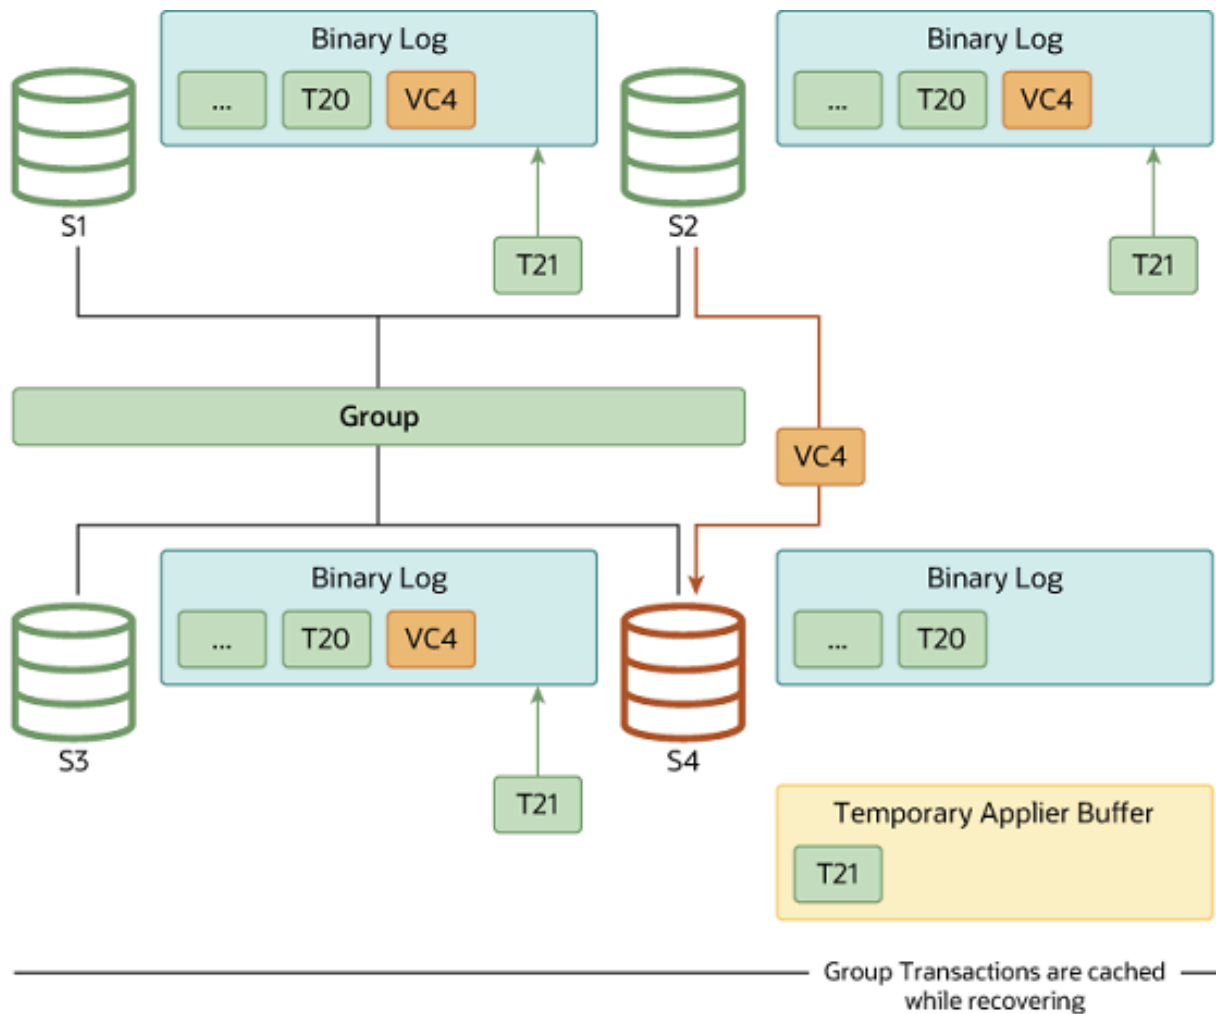 Binary Log
... T20 VC4
S1
T21
Binary Log
... T20 VC4
S2
T21
Group
VC4
Binary Log
... T20 VC4
S3
T21
Binary Log
... T20
S4
Temporary Applier Buffer
T21
Group Transactions are cached
while recovering